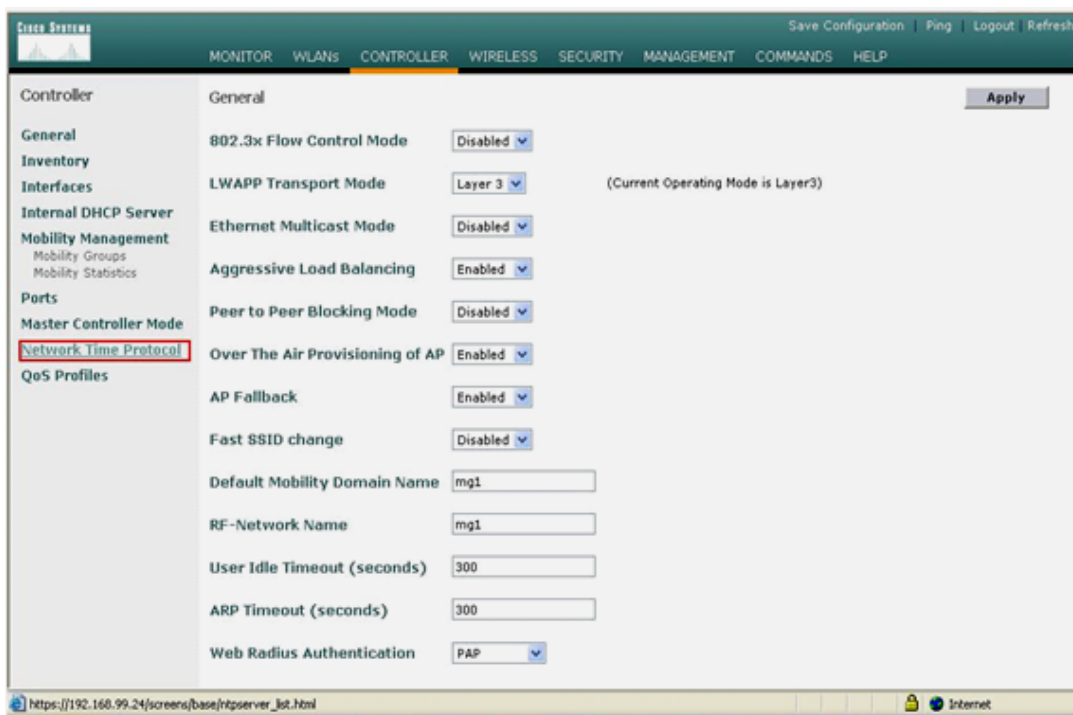 CISCO SYSTEMS
Save Configuration | Ping | Logout | Refresh
MONITOR WLANs CONTROLLER WIRELESS SECURITY MANAGEMENT COMMANDS HELP
Controller
General
Inventory
Interfaces
Internal DHCP Server
Mobility Management
Mobility Groups
Mobility Statistics
Ports
Master Controller Mode
Network Time Protocol
QoS Profiles
General
Apply
802.3x Flow Control Mode Disabled
LWAPP Transport Mode Layer 3 (Current Operating Mode is Layer3)
Ethernet Multicast Mode Disabled
Aggressive Load Balancing Enabled
Peer to Peer Blocking Mode Disabled
Over The Air Provisioning of AP Enabled
AP Fallback Enabled
Fast SSID change Disabled
Default Mobility Domain Name mg1
RF-Network Name mg1
User Idle Timeout (seconds) 300
ARP Timeout (seconds) 300
Web Radius Authentication PAP
https://192.168.99.24/screens/base/ntpserver_list.html
Internet